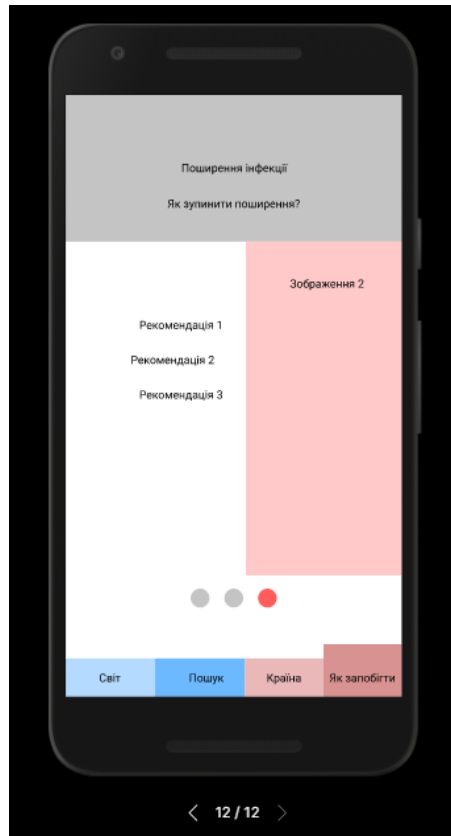 Поширення інфекції
Як зупинити поширення?
Зображення 2
Рекомендація 1
Рекомендація 2
Рекомендація 3
Світ
Пошук
Країна
Як запобігти
12 / 12